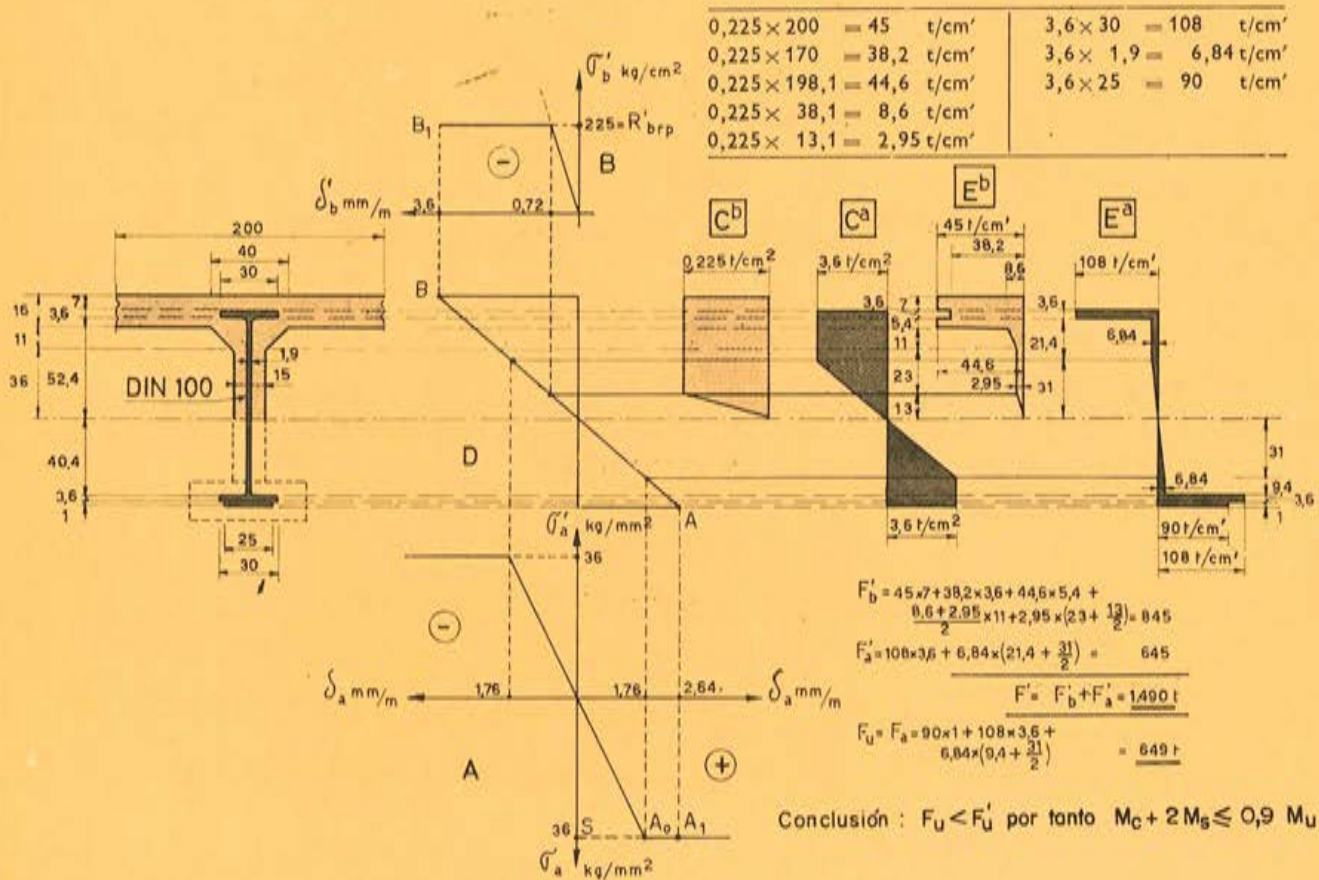 0,225 × 200 = 45 t/cm'
0,225 × 170 = 38,2 t/cm'
0,225 × 198,1 = 44,6 t/cm'
0,225 × 38,1 = 8,6 t/cm'
0,225 × 13,1 = 2,95 t/cm'
3,6 × 30 = 108 t/cm'
3,6 × 1,9 = 6,84 t/cm'
3,6 × 25 = 90 t/cm'
σ'b kg/cm2
B1
225=R'brp
B
-
δ'b mm/m
3,6
0,72
200
40
30
16
11
36
7
3,6
52,4
40,4
3,6
1
1,9
15
DIN 100
25
30
B
D
A
Cb
0,225 t/cm2
Ca
3,6 t/cm2
3,6
7
5,4
11
23
13
3,6 t/cm2
Eb
45 t/cm'
38,2
8,6
44,6
2,95
Ea
108 t/cm'
3,6
21,4
31
6,84
6,84
31
9,4
3,6
1
90 t/cm'
108 t/cm'
σ'a kg/mm2
36
-
δa mm/m
1,76
1,76
2,64
δa mm/m
A
+
36
S
A0
A1
σa kg/mm2
F'b = 45×7+38,2×3,6+44,6×5,4 +
8,6+2,95/2 ×11+2,95×(23+ 13/2)= 845
F'a=108×3,6 + 6,84×(21,4 + 31/2) = 645
F'= F'b+F'a = 1.490 t
Fu = Fa = 90×1 + 108×3,6 +
6,84×(9,4 + 31/2) = 649 t
Conclusión : Fu < F'u por tanto Mc + 2 Ms ≤ 0,9 Mu